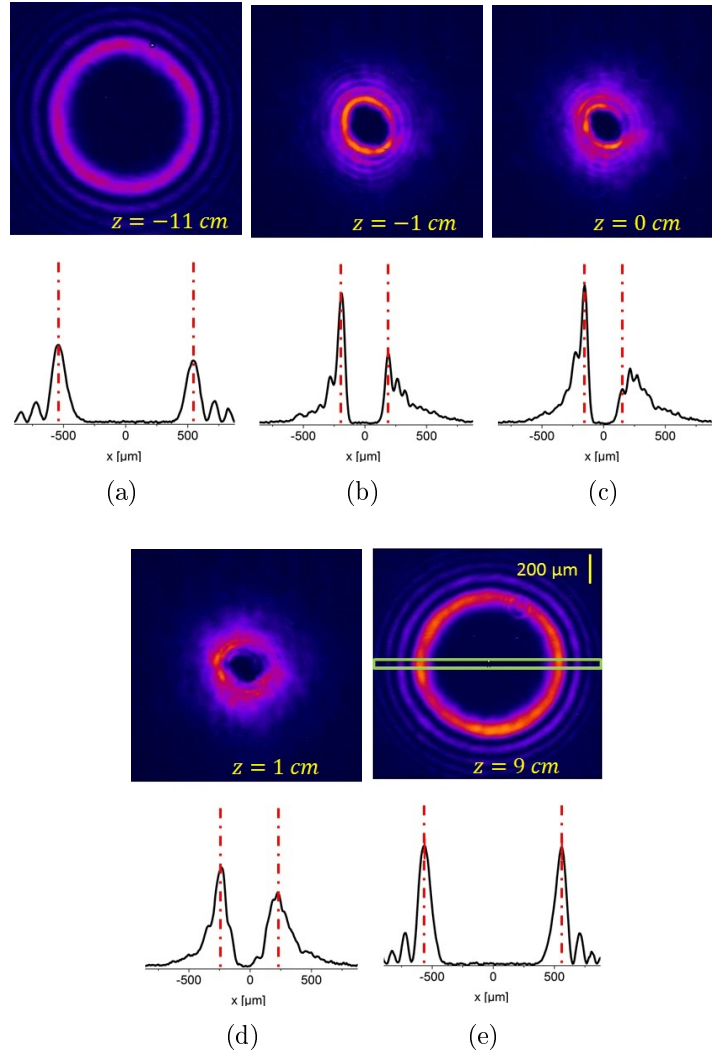 z = −11 cm
z = −1 cm
z = 0 cm
-500 0 500
x [µm]
-500 0 500
x [µm]
-500 0 500
x [µm]
(a)
(b)
(c)
200 µm
z = 1 cm
z = 9 cm
-500 0 500
x [µm]
-500 0 500
x [µm]
(d)
(e)